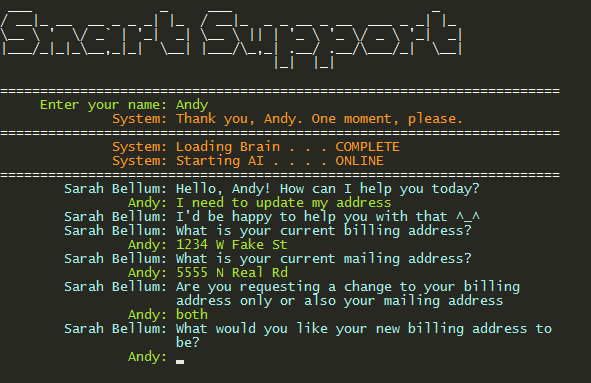 Smart Support
Enter your name: Andy
System: Thank you, Andy. One moment, please.
System: Loading Brain . . . COMPLETE
System: Starting AI . . . . ONLINE
Sarah Bellum: Hello, Andy! How can I help you today?
Andy: I need to update my address
Sarah Bellum: I'd be happy to help you with that ^_^
Sarah Bellum: What is your current billing address?
Andy: 1234 W Fake St
Sarah Bellum: What is your current mailing address?
Andy: 5555 N Real Rd
Sarah Bellum: Are you requesting a change to your billing
address only or also your mailing address
Andy: both
Sarah Bellum: What would you like your new billing address to
be?
Andy: